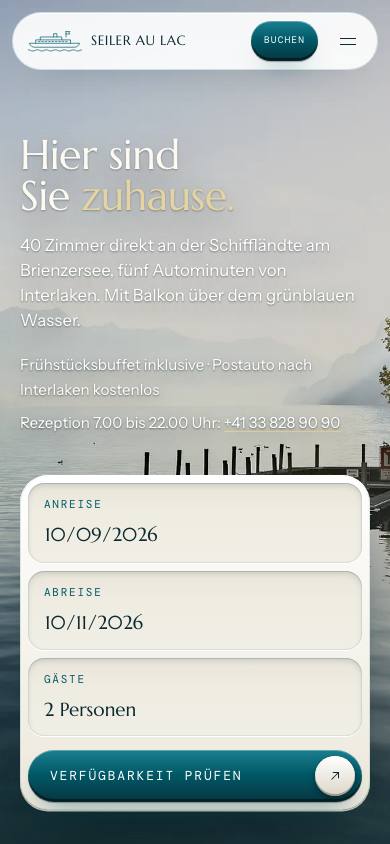 SEILER AU LAC
BUCHEN
Hier sind
Sie zuhause.
40 Zimmer direkt an der Schiffländte am
Brienzersee, fünf Autominuten von
Interlaken. Mit Balkon über dem grünblauen
Wasser.
Frühstücksbuffet inklusive · Postauto nach
Interlaken kostenlos
Rezeption 7.00 bis 22.00 Uhr: +41 33 828 90 90
ANREISE
10/09/2026
ABREISE
10/11/2026
GÄSTE
2 Personen
VERFÜGBARKEIT PRÜFEN